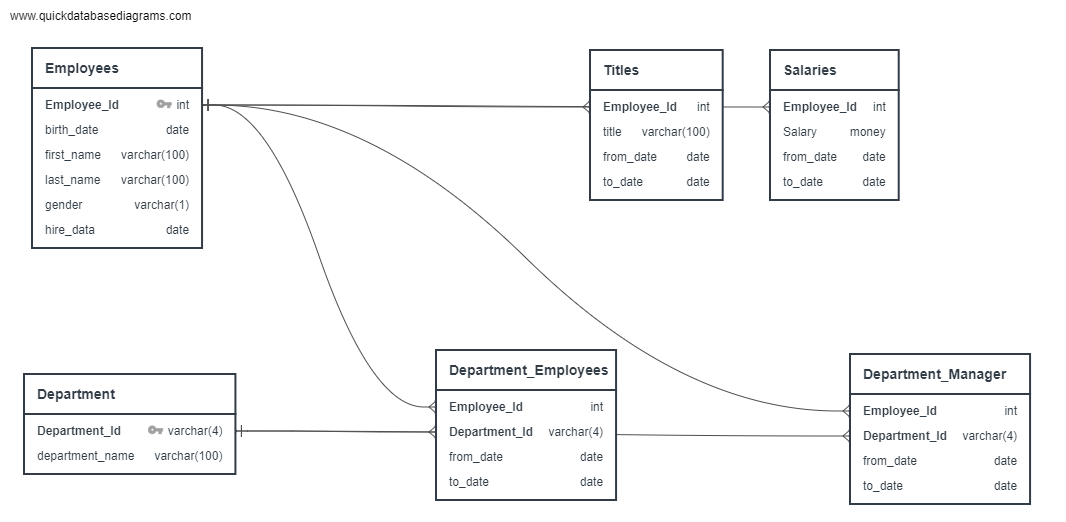 www.quickdatabasediagrams.com
Employees
Employee_Id int
birth_date date
first_name varchar(100)
last_name varchar(100)
gender varchar(1)
hire_data date
Titles
Employee_Id int
title varchar(100)
from_date date
to_date date
Salaries
Employee_Id int
Salary money
from_date date
to_date date
Department
Department_Id varchar(4)
department_name varchar(100)
Department_Employees
Employee_Id int
Department_Id varchar(4)
from_date date
to_date date
Department_Manager
Employee_Id int
Department_Id varchar(4)
from_date date
to_date date